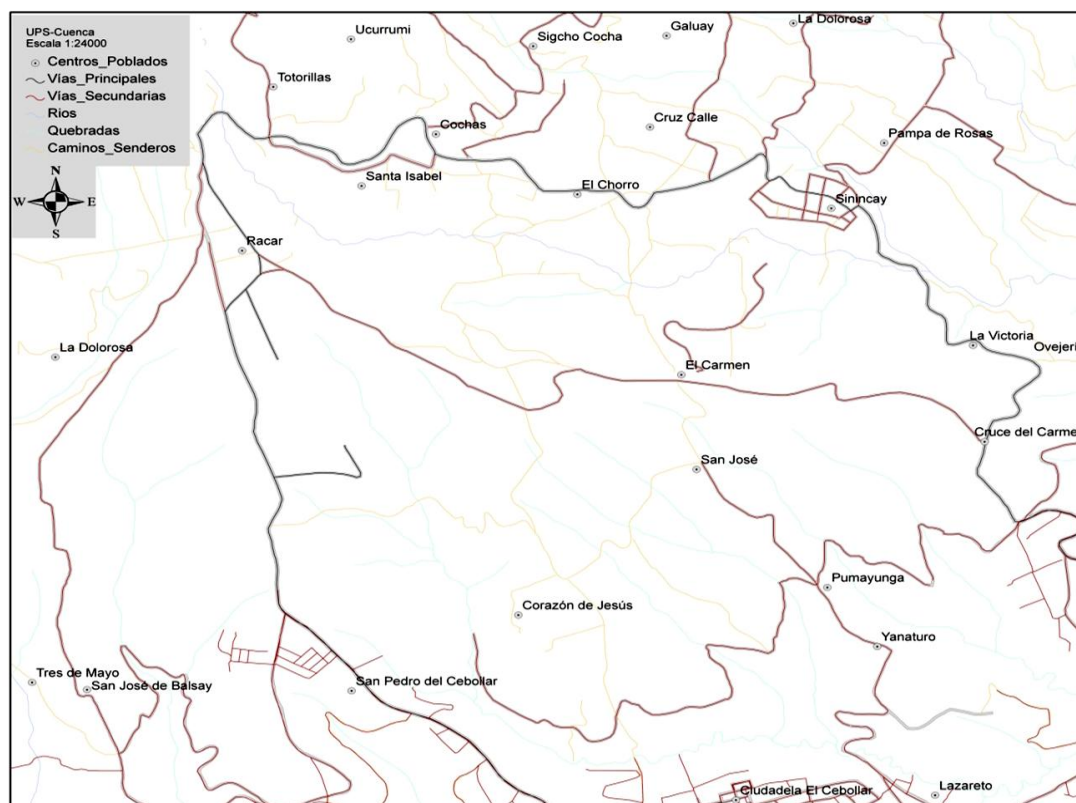 UPS-Cuenca
Escala 1:24000
Centros_Poblados
Vías_Principales
Vías_Secundarias
Rios
Quebradas
Caminos_Senderos
N
W
E
S
Ucurrumi
Sigcho Cocha
Galuay
La Dolorosa
Totorillas
Cochas
Cruz Calle
Pampa de Rosas
Santa Isabel
El Chorro
Sinincay
Racar
La Dolorosa
La Victoria
Ovejeri
El Carmen
Cruce del Carme
San José
Pumayunga
Corazón de Jesús
Yanaturo
Tres de Mayo
San José de Balsay
San Pedro del Cebollar
Ciudadela El Cebollar
Lazareto